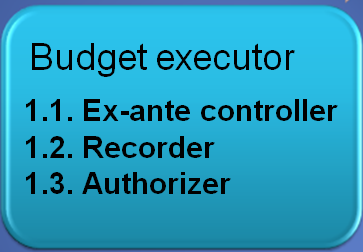 Budget executor
1.1. Ex-ante controller
1.2. Recorder
1.3. Authorizer